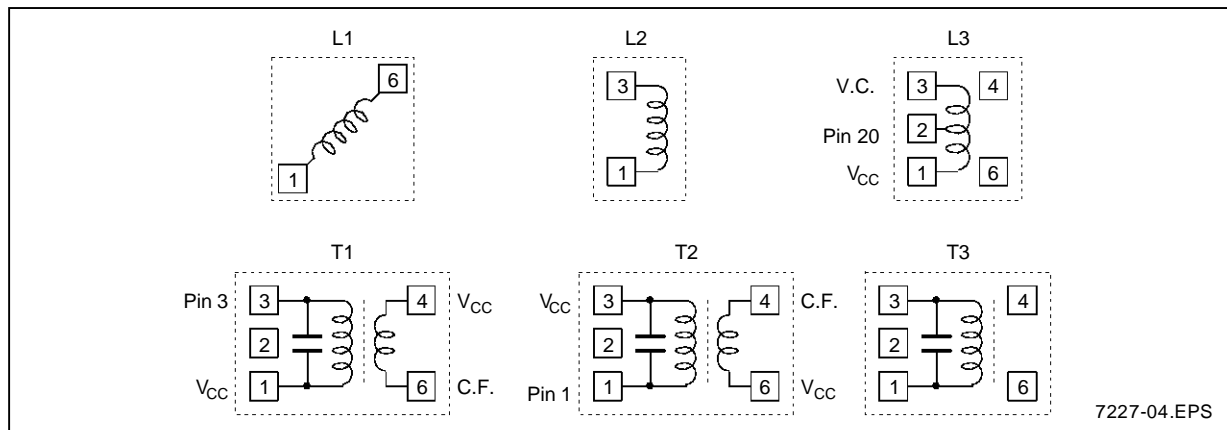 L1
L2
L3
6
1
3
1
V.C. 3 4
Pin 20 2
VCC 1 6
T1
T2
T3
Pin 3 3 4 VCC
2
VCC 1 6 C.F.
VCC 3 4 C.F.
2
Pin 1 1 6 VCC
3 4
2
1 6
7227-04.EPS